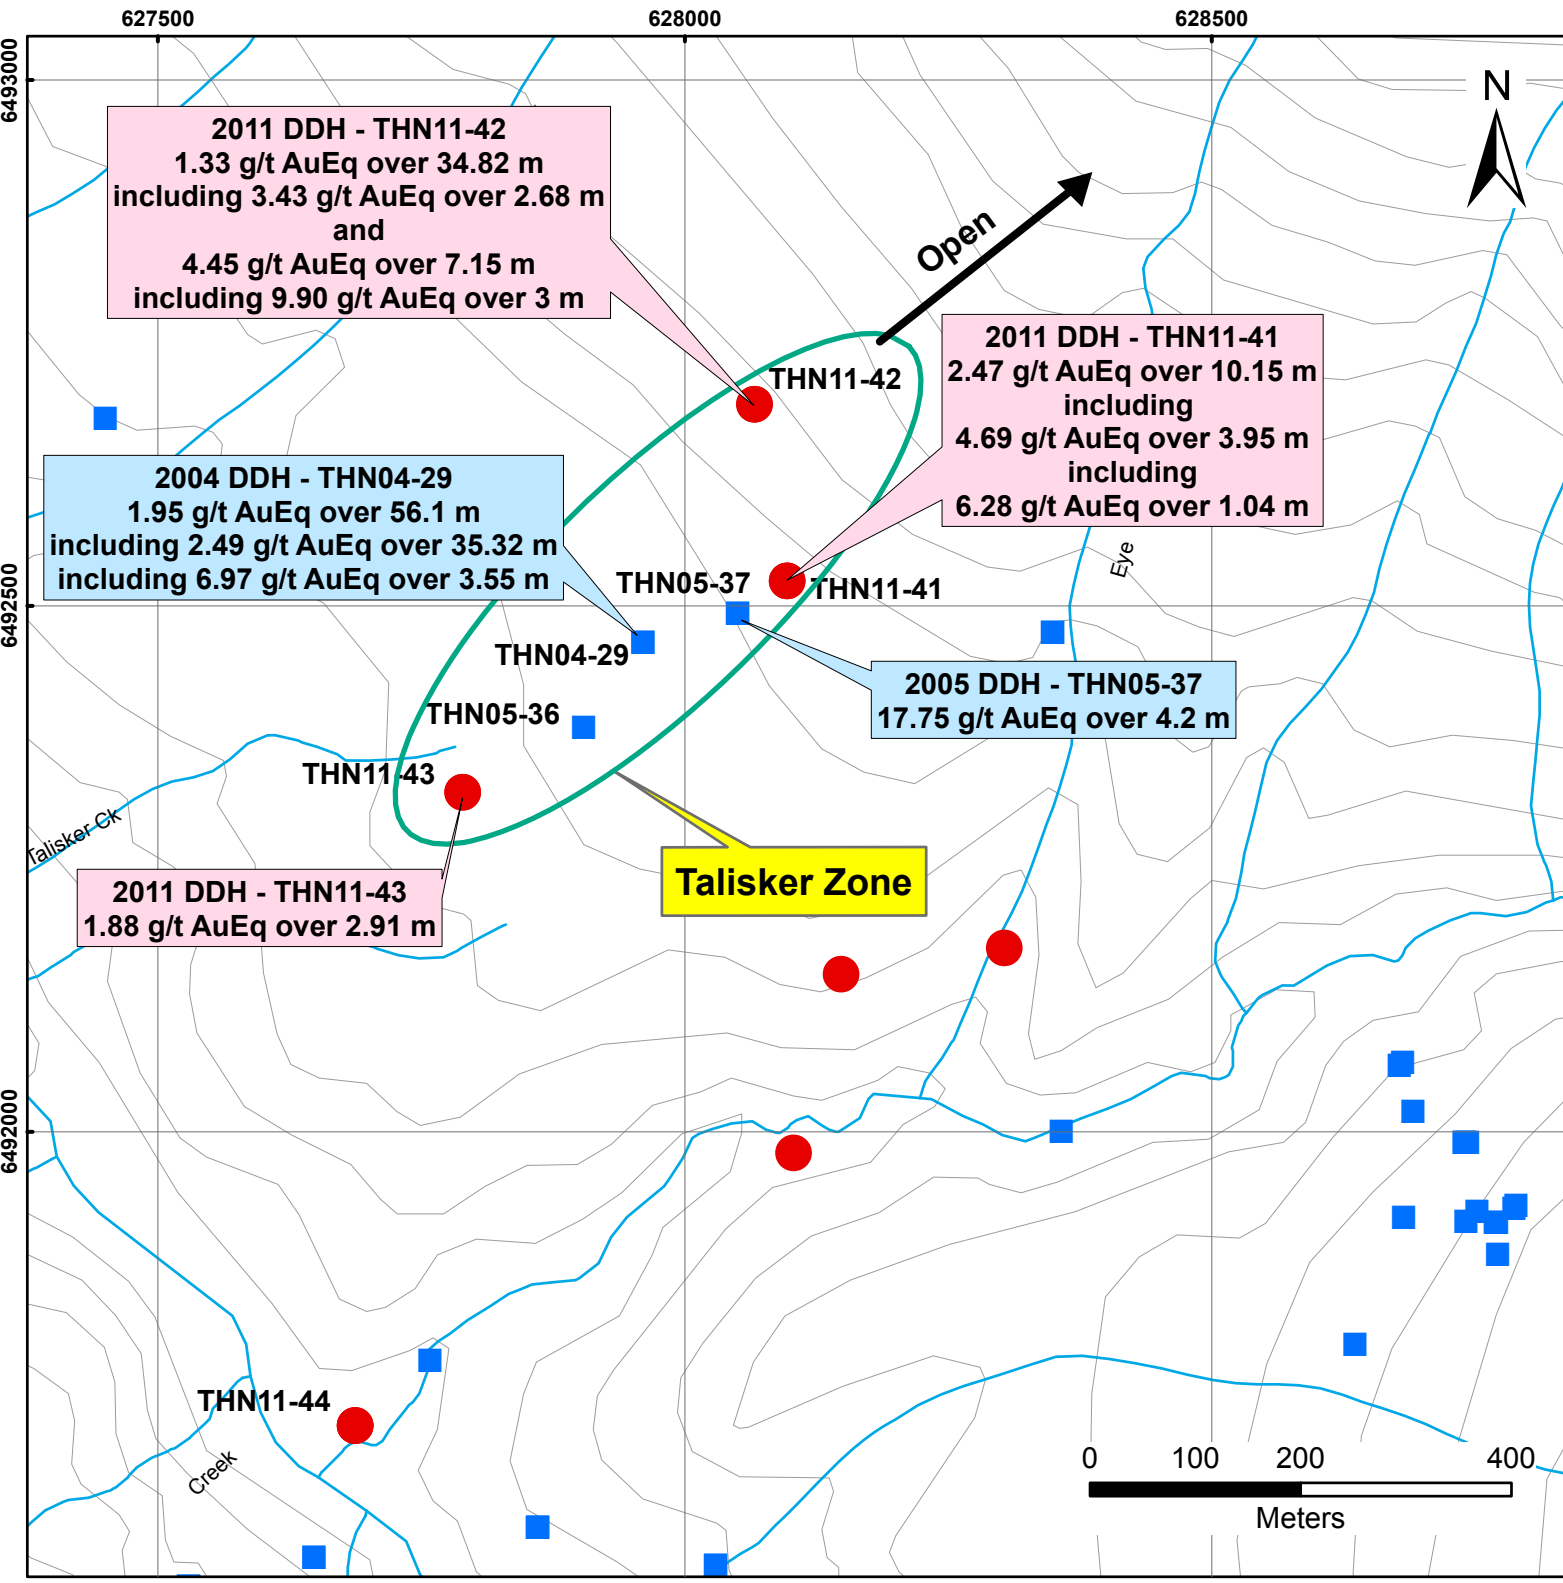 627500
628000
628500
6493000
N
2011 DDH - THN11-42
1.33 g/t AuEq over 34.82 m
including 3.43 g/t AuEq over 2.68 m
and
4.45 g/t AuEq over 7.15 m
including 9.90 g/t AuEq over 3 m
Open
2011 DDH - THN11-41
2.47 g/t AuEq over 10.15 m
including
4.69 g/t AuEq over 3.95 m
including
6.28 g/t AuEq over 1.04 m
THN11-42
2004 DDH - THN04-29
1.95 g/t AuEq over 56.1 m
including 2.49 g/t AuEq over 35.32 m
including 6.97 g/t AuEq over 3.55 m
Eye
THN05-37
THN11-41
6492500
THN04-29
2005 DDH - THN05-37
17.75 g/t AuEq over 4.2 m
THN05-36
THN11-43
Talisker Ck
Talisker Zone
2011 DDH - THN11-43
1.88 g/t AuEq over 2.91 m
6492000
THN11-44
Creek
0 100 200 400
Meters